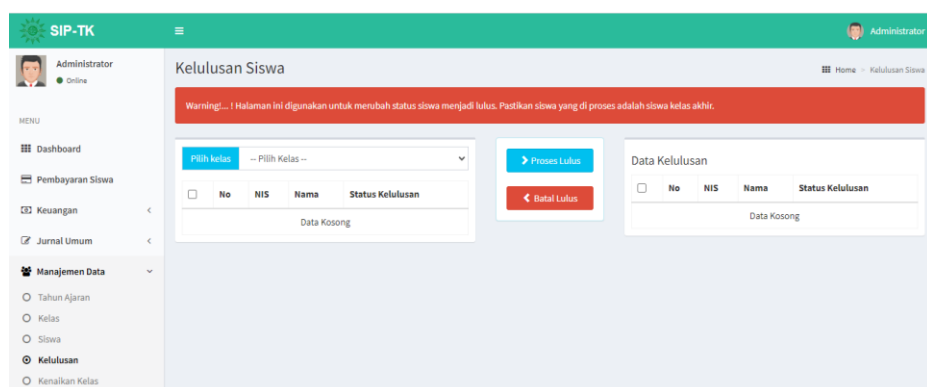 SIP-TK
Administrator
Administrator
Online
MENU
Dashboard
Pembayaran Siswa
Keuangan
Jurnal Umum
Manajemen Data
Tahun Ajaran
Kelas
Siswa
Kelulusan
Kenaikan Kelas
Kelulusan Siswa
Home > Kelulusan Siswa
Warning!... ! Halaman ini digunakan untuk merubah status siswa menjadi lulus. Pastikan siswa yang di proses adalah siswa kelas akhir.
Pilih kelas -- Pilih Kelas --
No NIS Nama Status Kelulusan
Data Kosong
Proses Lulus
Batal Lulus
Data Kelulusan
No NIS Nama Status Kelulusan
Data Kosong